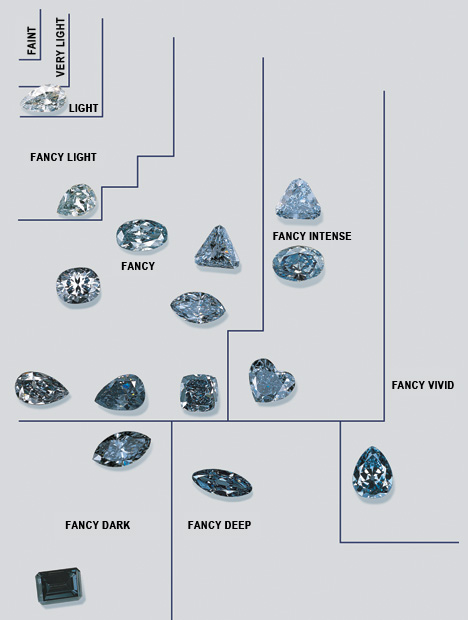 FAINT
VERY LIGHT
LIGHT
FANCY LIGHT
FANCY INTENSE
FANCY
FANCY VIVID
FANCY DARK
FANCY DEEP